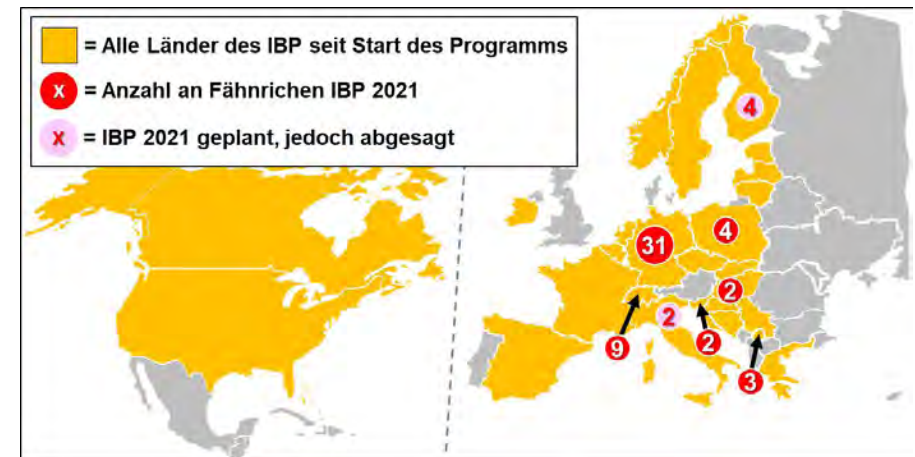 = Alle Länder des IBP seit Start des Programms
x = Anzahl an Fähnrichen IBP 2021
x = IBP 2021 geplant, jedoch abgesagt
4
4
31
2
2
9
2
3